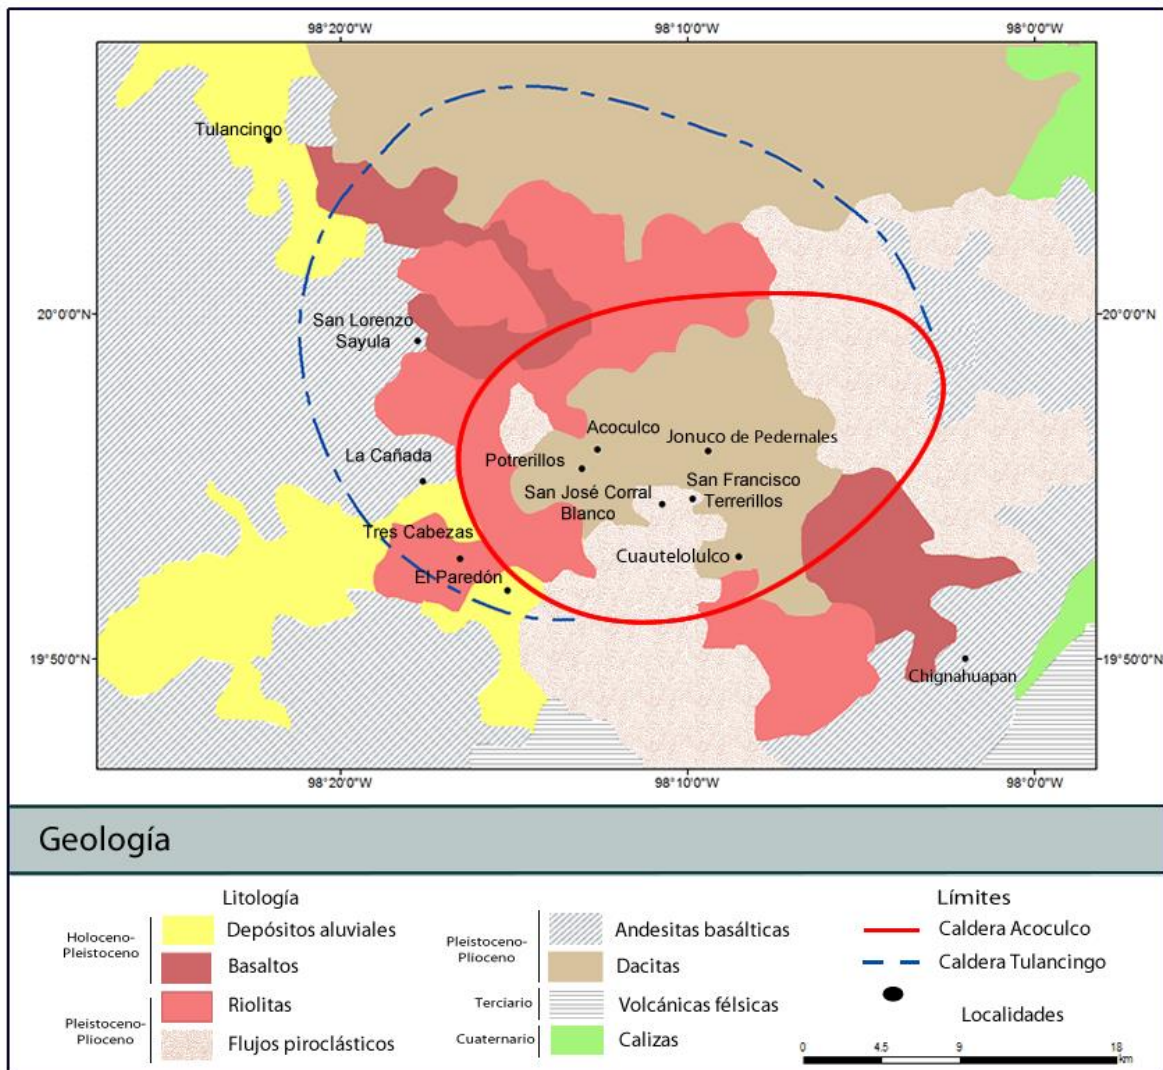 98°20'0"W 98°10'0"W 98°0'0"W
Tulancingo
20°0'0"N 20°0'0"N
San Lorenzo
Sayula
Acoculco
Jonuco de Pedernales
La Cañada
Potrerillos
San Francisco
Terrerillos
San José Corral
Blanco
Tres Cabezas
Cuautelolulco
El Paredón
19°50'0"N 19°50'0"N
Chignahuapan
98°20'0"W 98°10'0"W 98°0'0"W
Geología
Litología
Holoceno-
Pleistoceno
Depósitos aluviales
Basaltos
Pleistoceno-
Plioceno
Riolitas
Flujos piroclásticos
Pleistoceno-
Plioceno
Andesitas basálticas
Dacitas
Terciario
Volcánicas félsicas
Cuaternario
Calizas
Límites
Caldera Acoculco
Caldera Tulancingo
Localidades
0 4.5 9 18
km